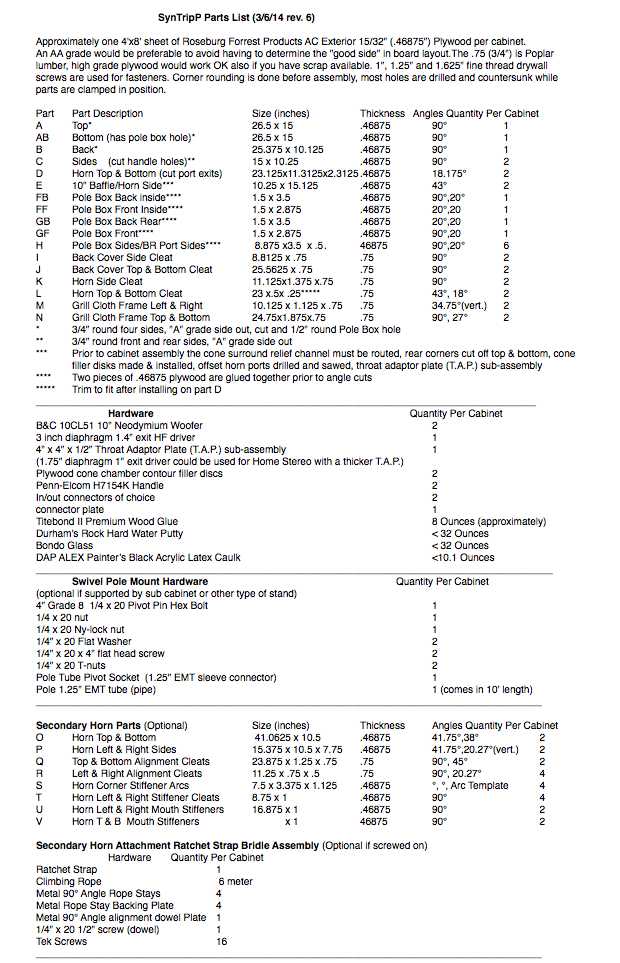 SynTripP Parts List (3/6/14 rev. 6)
Approximately one 4'x8' sheet of Roseburg Forrest Products AC Exterior 15/32" (.46875") Plywood per cabinet.
An AA grade would be preferable to avoid having to determine the "good side" in board layout.The .75 (3/4") is Poplar
lumber, high grade plywood would work OK also if you have scrap available. 1", 1.25" and 1.625" fine thread drywall
screws are used for fasteners. Corner rounding is done before assembly, most holes are drilled and countersunk while
parts are clamped in position.
Part Part Description Size (inches) Thickness Angles Quantity Per Cabinet
A Top* 26.5 x 15 .46875 90° 1
AB Bottom (has pole box hole)* 26.5 x 15 .46875 90° 1
B Back* 25.375 x 10.125 .46875 90° 1
C Sides (cut handle holes)** 15 x 10.25 .46875 90° 2
D Horn Top & Bottom (cut port exits) 23.125x11.3125x2.3125 .46875 18.175° 2
E 10" Baffle/Horn Side*** 10.25 x 15.125 .46875 43° 2
FB Pole Box Back inside**** 1.5 x 3.5 .46875 90°,20° 1
FF Pole Box Front Inside**** 1.5 x 2.875 .46875 20°,20 1
GB Pole Box Back Rear**** 1.5 x 3.5 .46875 90°,20 1
GF Pole Box Front**** 1.5 x 2.875 .46875 90°,20 1
H Pole Box Sides/BR Port Sides**** 8.875 x3.5 x .5. 46875 90°,20° 6
I Back Cover Side Cleat 8.8125 x .75 .75 90° 2
J Back Cover Top & Bottom Cleat 25.5625 x .75 .75 90° 2
K Horn Side Cleat 11.125x1.375 x.75 .75 90° 2
L Horn Top & Bottom Cleat 23 x.5x .25***** .75 43°, 18° 2
M Grill Cloth Frame Left & Right 10.125 x 1.125 x .75 .75 34.75°(vert.) 2
N Grill Cloth Frame Top & Bottom 24.75x1.875x.75 .75 90°, 27° 2
* 3/4" round four sides, "A" grade side out, cut and 1/2" round Pole Box hole
** 3/4" round front and rear sides, "A" grade side out
*** Prior to cabinet assembly the cone surround relief channel must be routed, rear corners cut off top & bottom, cone
filler disks made & installed, offset horn ports drilled and sawed, throat adaptor plate (T.A.P.) sub-assembly
**** Two pieces of .46875 plywood are glued together prior to angle cuts
***** Trim to fit after installing on part D
Hardware Quantity Per Cabinet
B&C 10CL51 10" Neodymium Woofer 2
3 inch diaphragm 1.4" exit HF driver 1
4" x 4" x 1/2" Throat Adaptor Plate (T.A.P.) sub-assembly 1
(1.75" diaphragm 1" exit driver could be used for Home Stereo with a thicker T.A.P.)
Plywood cone chamber contour filler discs 2
Penn-Elcom H7154K Handle 2
In/out connectors of choice 2
connector plate 1
Titebond II Premium Wood Glue 8 Ounces (approximately)
Durham's Rock Hard Water Putty < 32 Ounces
Bondo Glass < 32 Ounces
DAP ALEX Painter's Black Acrylic Latex Caulk <10.1 Ounces
Swivel Pole Mount Hardware Quantity Per Cabinet
(optional if supported by sub cabinet or other type of stand)
4" Grade 8 1/4 x 20 Pivot Pin Hex Bolt 1
1/4 x 20 nut 1
1/4 x 20 Ny-lock nut 1
1/4" x 20 Flat Washer 2
1/4" x 20 x 4" flat head screw 2
1/4" x 20 T-nuts 2
Pole Tube Pivot Socket (1.25" EMT sleeve connector) 1
Pole 1.25" EMT tube (pipe) 1 (comes in 10' length)
Secondary Horn Parts (Optional) Size (inches) Thickness Angles Quantity Per Cabinet
O Horn Top & Bottom 41.0625 x 10.5 .46875 41.75°,38° 2
P Horn Left & Right Sides 15.375 x 10.5 x 7.75 .46875 41.75°,20.27°(vert.) 2
Q Top & Bottom Alignment Cleats 23.875 x 1.25 x .75 .75 90°, 45° 2
R Left & Right Alignment Cleats 11.25 x .75 x .5 .75 90°, 20.27° 4
S Horn Corner Stiffener Arcs 7.5 x 3.375 x 1.125 .46875 °, °, Arc Template 4
T Horn Left & Right Stiffener Cleats 8.75 x 1 .46875 90° 4
U Horn Left & Right Mouth Stiffeners 16.875 x 1 .46875 90° 2
V Horn T & B Mouth Stiffeners x 1 46875 90° 2
Secondary Horn Attachment Ratchet Strap Bridle Assembly (Optional if screwed on)
Hardware Quantity Per Cabinet
Ratchet Strap 1
Climbing Rope 6 meter
Metal 90° Angle Rope Stays 4
Metal Rope Stay Backing Plate 4
Metal 90° Angle alignment dowel Plate 1
1/4" x 20 1/2" screw (dowel) 1
Tek Screws 16